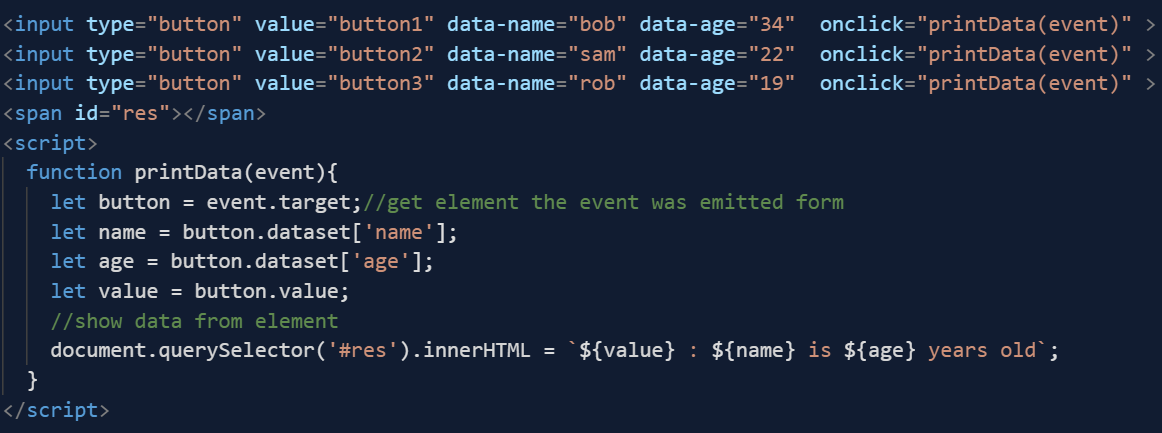 <input type="button" value="button1" data-name="bob" data-age="34"  onclick="printData(event)" >
<input type="button" value="button2" data-name="sam" data-age="22"  onclick="printData(event)" >
<input type="button" value="button3" data-name="rob" data-age="19"  onclick="printData(event)" >
<span id="res"></span>
<script>
  function printData(event){
    let button = event.target;//get element the event was emitted form
    let name = button.dataset['name'];
    let age = button.dataset['age'];
    let value = button.value;
    //show data from element
    document.querySelector('#res').innerHTML = `${value} : ${name} is ${age} years old`;
  }
</script>